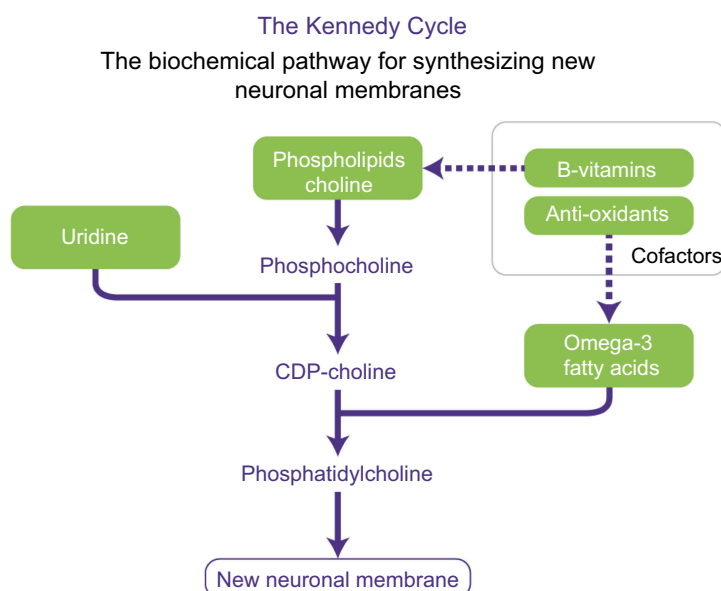 The Kennedy Cycle
The biochemical pathway for synthesizing new
neuronal membranes
Phospholipids
choline
B-vitamins
Anti-oxidants
Cofactors
Uridine
Phosphocholine
Omega-3
fatty acids
CDP-choline
Phosphatidylcholine
New neuronal membrane